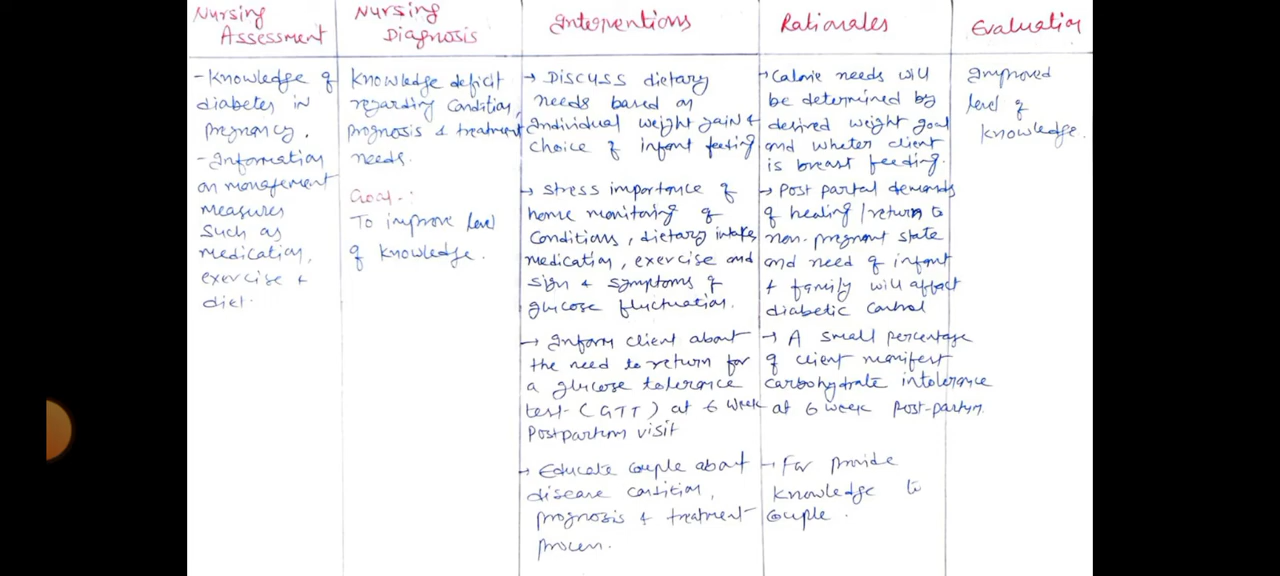 Nursing
Assessment
- Knowledge of
diabetes in
pregnancy.
- Information
on management
measures
such as
medication,
exercise &
diet.
Nursing
Diagnosis
Knowledge deficit
regarding condition,
prognosis & treatment
needs.
Goal:
To improve level
of knowledge.
Interventions
→ Discuss dietary
needs based on
individual weight gain &
choice of infant feeding
→ Stress importance of
home monitoring of
conditions, dietary intake,
medication, exercise and
sign & symptoms of
glucose fluctuation.
→ Inform client about
the need to return for
a glucose tolerance
test (GTT) at 6 week
postpartum visit
→ Educate couple about
disease condition,
prognosis & treatment
process.
Rationales
→ Calorie needs will
be determined by
desired weight goal
and wheter client
is breast feeding.
→ Post partal demands
of healing/return to
non-pregnant state
and need of infant
& family will affect
diabetic control
→ A small percentage
of client manifest
carbohydrate intolerance
at 6 week post-partum.
→ For provide
knowledge to
couple.
Evaluation
Improved
level of
knowledge.